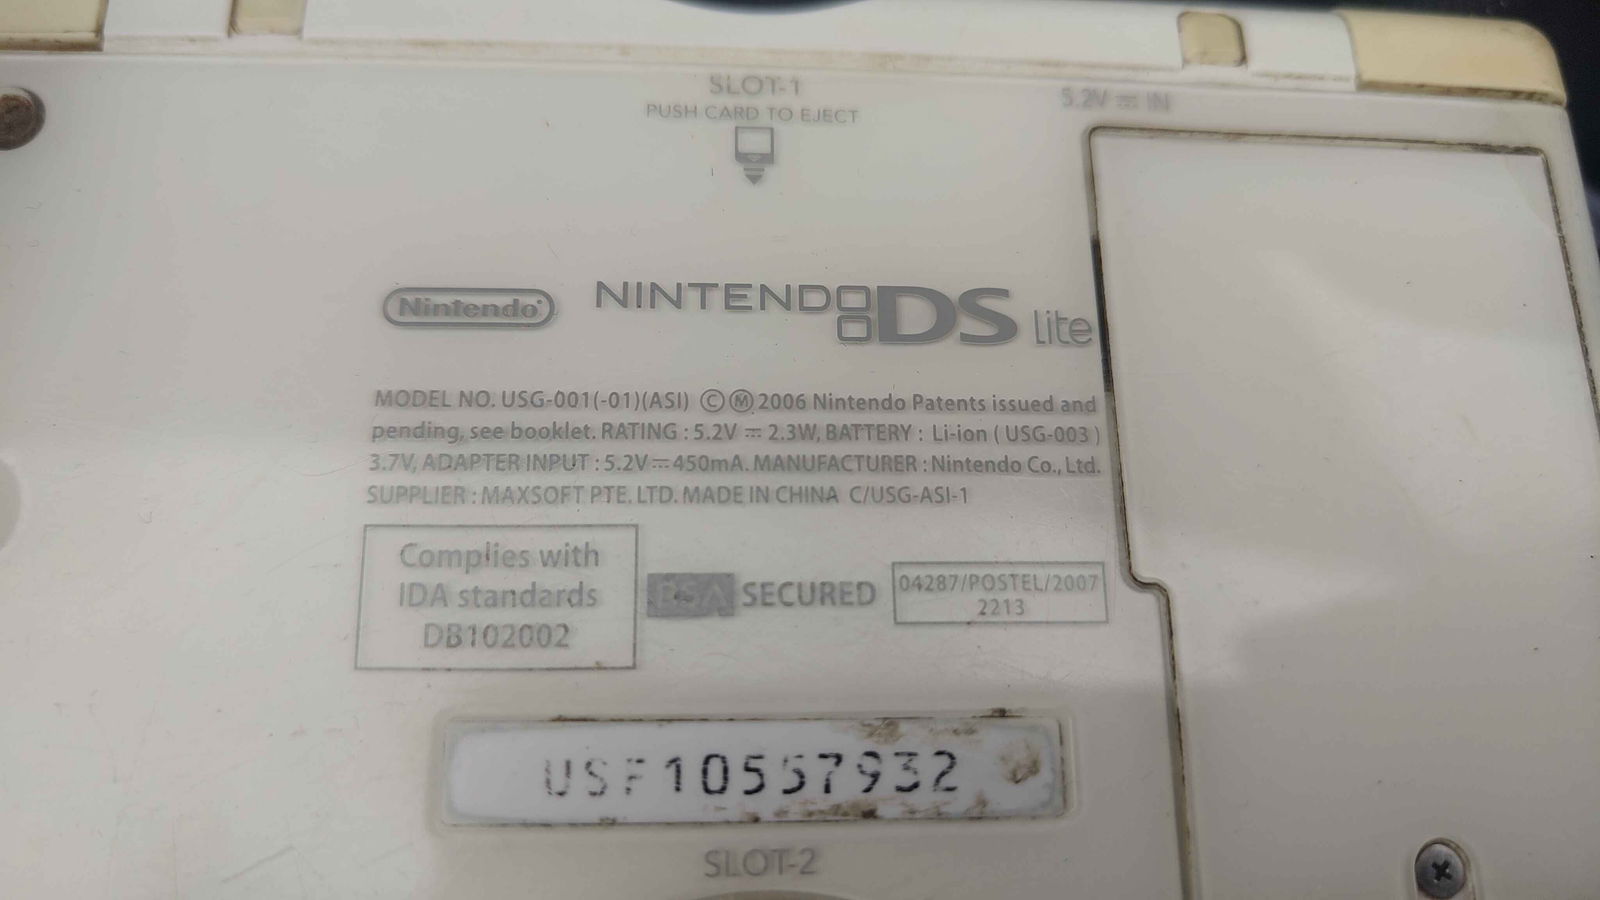 SLOT-1
PUSH CARD TO EJECT
5.2V ⎓ IN
Nintendo®
NINTENDO DS Lite
MODEL NO. USG-001(-01)(ASI) ⓒⓂ 2006 Nintendo Patents issued and
pending, see booklet. RATING : 5.2V ⎓ 2.3W, BATTERY : Li-ion ( USG-003 )
3.7V, ADAPTER INPUT : 5.2V⎓450mA. MANUFACTURER : Nintendo Co., Ltd.
SUPPLIER : MAXSOFT PTE. LTD. MADE IN CHINA C/USG-ASI-1
Complies with
IDA standards
DB102002
RSA SECURED
04287/POSTEL/2007
2213
USF10557932
SLOT-2